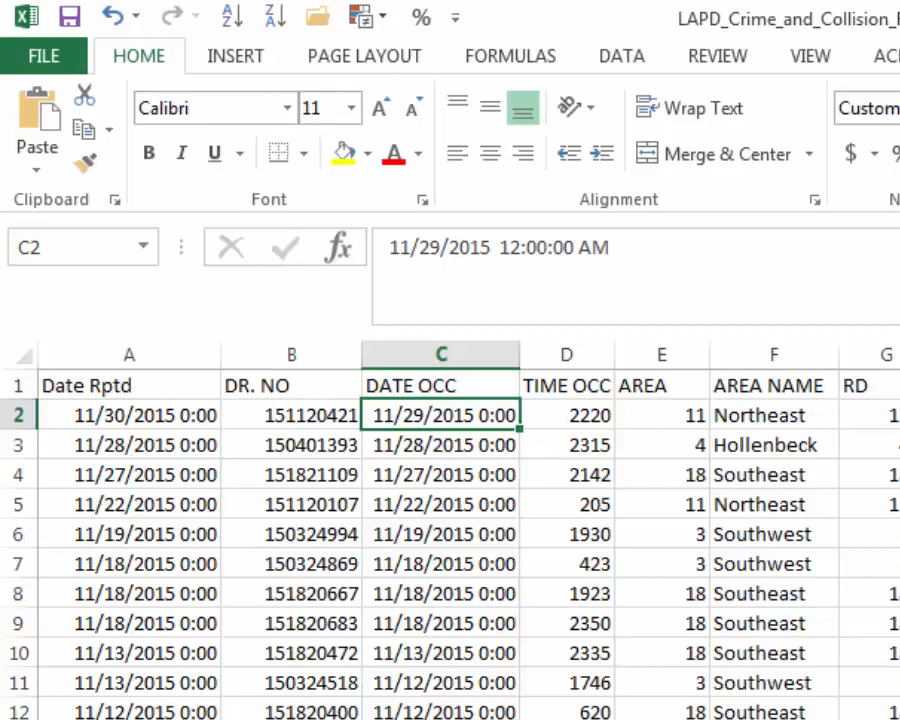 LAPD_Crime_and_Collision_
FILE HOME INSERT PAGE LAYOUT FORMULAS DATA REVIEW VIEW
Calibri 11 A A Wrap Text Custom
Paste B I U A Merge & Center $ %
Clipboard Font Alignment
C2 fx 11/29/2015 12:00:00 AM
A B C D E F G
1 Date Rptd DR. NO DATE OCC TIME OCC AREA AREA NAME RD
2 11/30/2015 0:00 151120421 11/29/2015 0:00 2220 11 Northeast
3 11/28/2015 0:00 150401393 11/28/2015 0:00 2315 4 Hollenbeck
4 11/27/2015 0:00 151821109 11/27/2015 0:00 2142 18 Southeast
5 11/22/2015 0:00 151120107 11/22/2015 0:00 205 11 Northeast
6 11/19/2015 0:00 150324994 11/19/2015 0:00 1930 3 Southwest
7 11/18/2015 0:00 150324869 11/18/2015 0:00 423 3 Southwest
8 11/18/2015 0:00 151820667 11/18/2015 0:00 1923 18 Southeast
9 11/18/2015 0:00 151820683 11/18/2015 0:00 2350 18 Southeast
10 11/13/2015 0:00 151820472 11/13/2015 0:00 2335 18 Southeast
11 11/13/2015 0:00 150324518 11/12/2015 0:00 1746 3 Southwest
12 11/12/2015 0:00 151820400 11/12/2015 0:00 620 18 Southeast